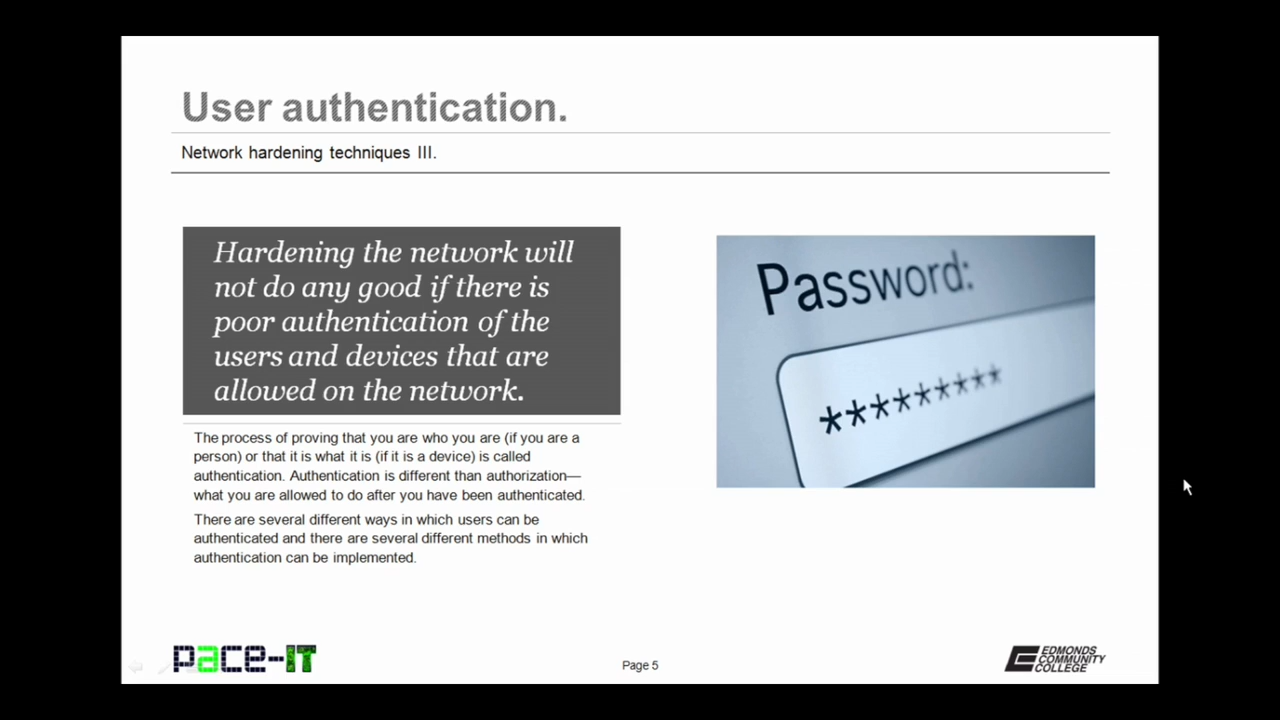 User authentication.
Network hardening techniques III.
Hardening the network will
not do any good if there is
poor authentication of the
users and devices that are
allowed on the network.
The process of proving that you are who you are (if you are a
person) or that it is what it is (if it is a device) is called
authentication. Authentication is different than authorization—
what you are allowed to do after you have been authenticated.
There are several different ways in which users can be
authenticated and there are several different methods in which
authentication can be implemented.
Password:
*********
pace-IT
Page 5
EDMONDS
COMMUNITY
COLLEGE